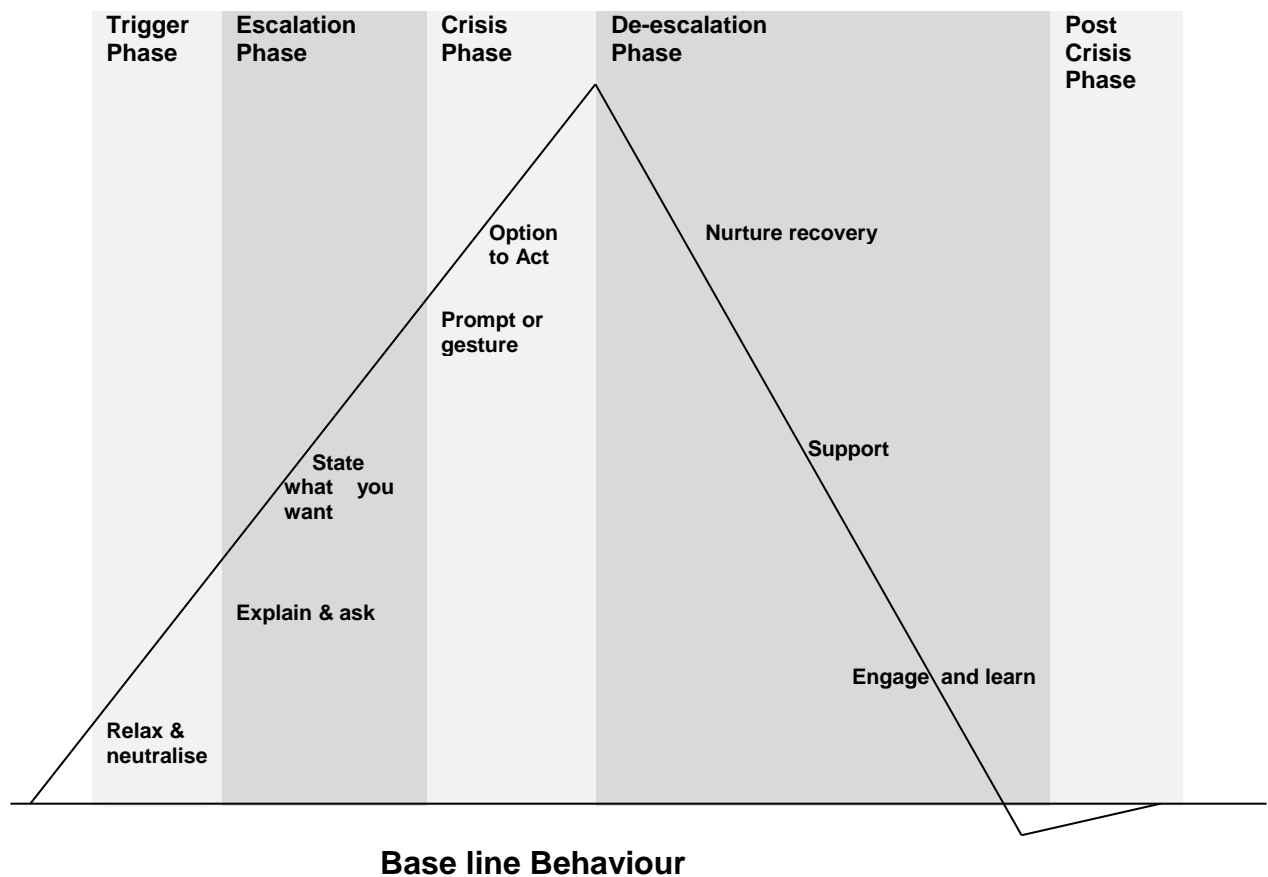 Trigger
Phase
Escalation
Phase
Crisis
Phase
De-escalation
Phase
Post
Crisis
Phase
Option
to Act
Nurture recovery
Prompt or
gesture
State
what you
want
Support
Explain & ask
Engage and learn
Relax &
neutralise
Base line Behaviour